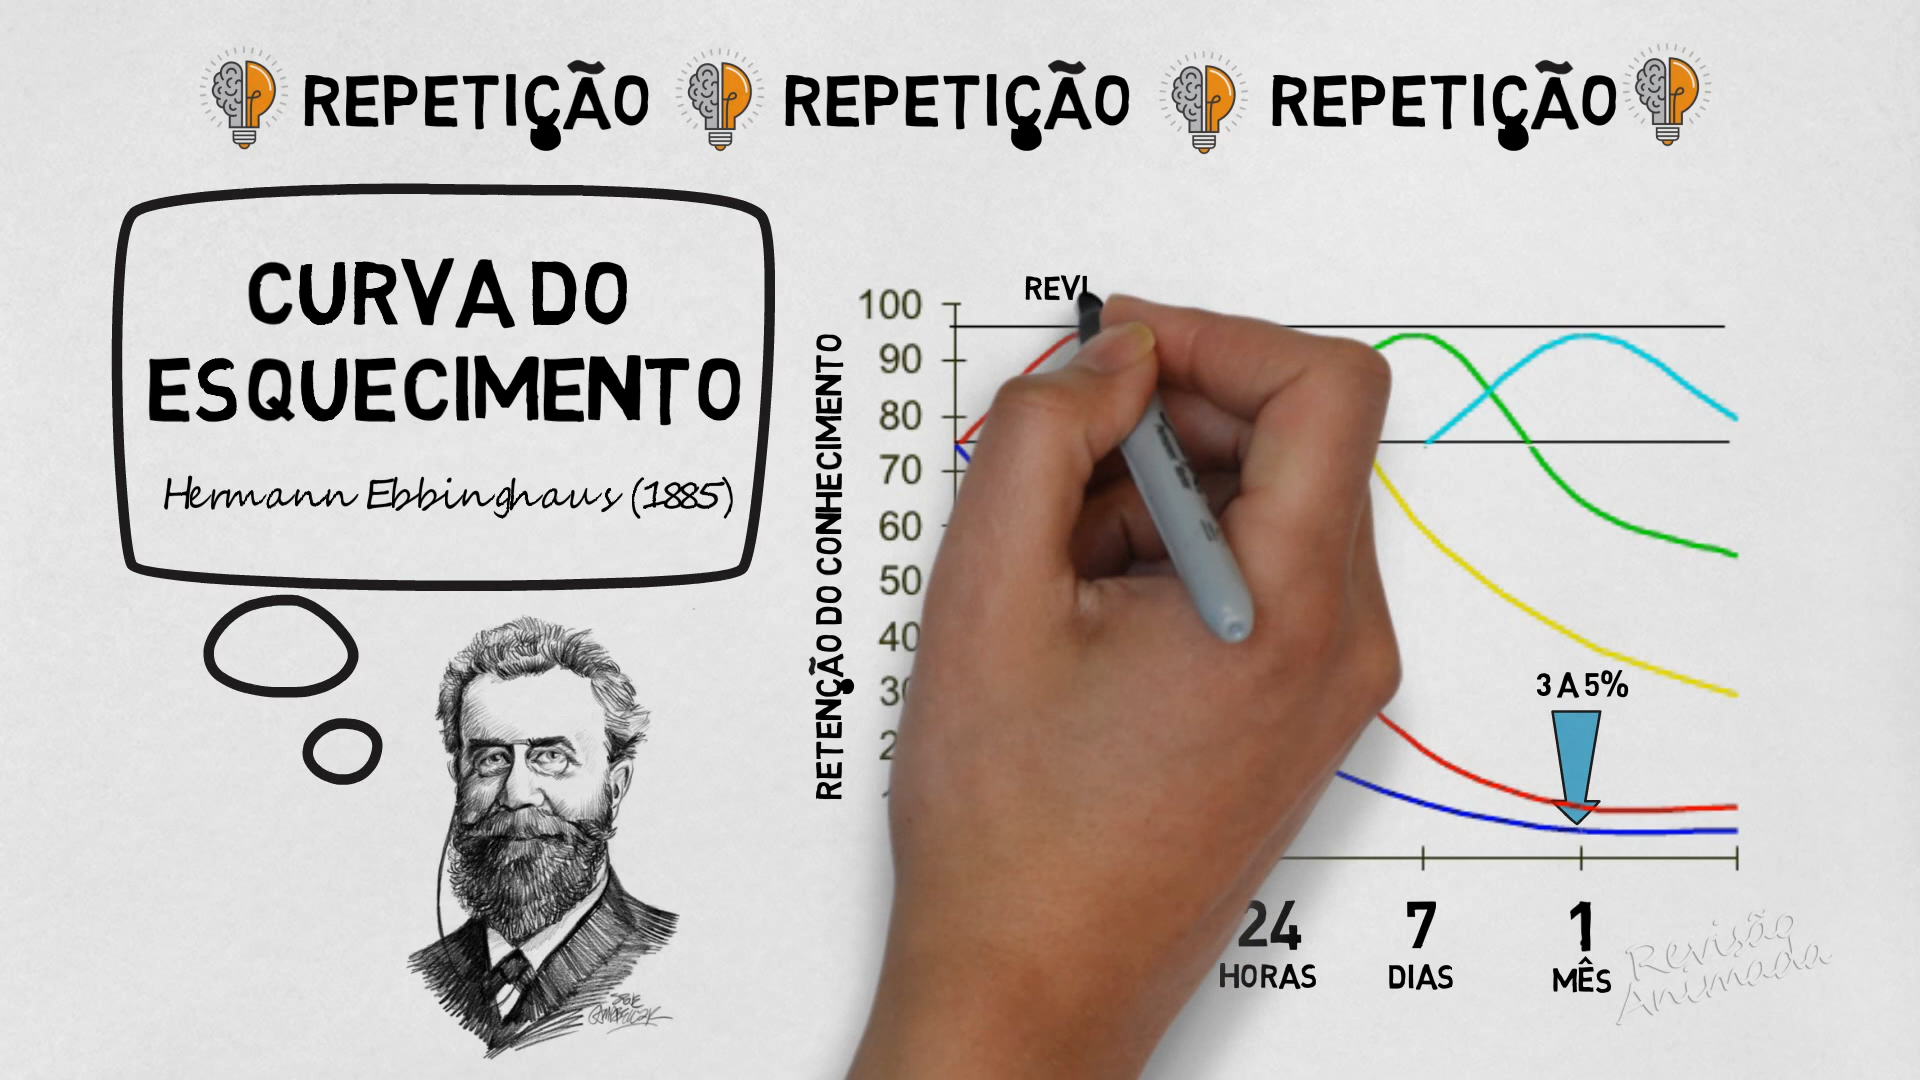 REPETIÇÃO REPETIÇÃO REPETIÇÃO
CURVA DO
ESQUECIMENTO
Hermann Ebbinghaus (1885)
REVI
RETENÇÃO DO CONHECIMENTO
100
90
80
70
60
50
40
3 A 5%
24
HORAS
7
DIAS
1
MÊS
Revisão
Animada